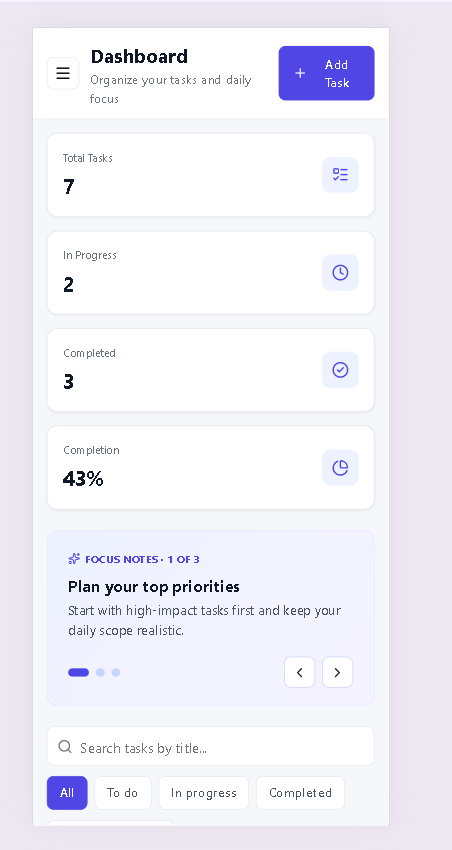 Dashboard
Organize your tasks and daily
focus
Add
Task
Total Tasks
7
In Progress
2
Completed
3
Completion
43%
FOCUS NOTES · 1 OF 3
Plan your top priorities
Start with high-impact tasks first and keep your
daily scope realistic.
Search tasks by title...
All
To do
In progress
Completed